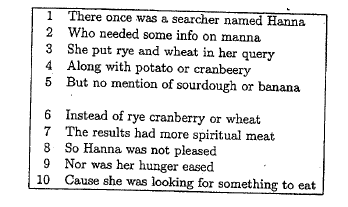 1 There once was a searcher named Hanna
2 Who needed some info on manna
3 She put rye and wheat in her query
4 Along with potato or cranbeery
5 But no mention of sourdough or banana
6 Instead of rye cranberry or wheat
7 The results had more spiritual meat
8 So Hanna was not pleased
9 Nor was her hunger eased
10 Cause she was looking for something to eat